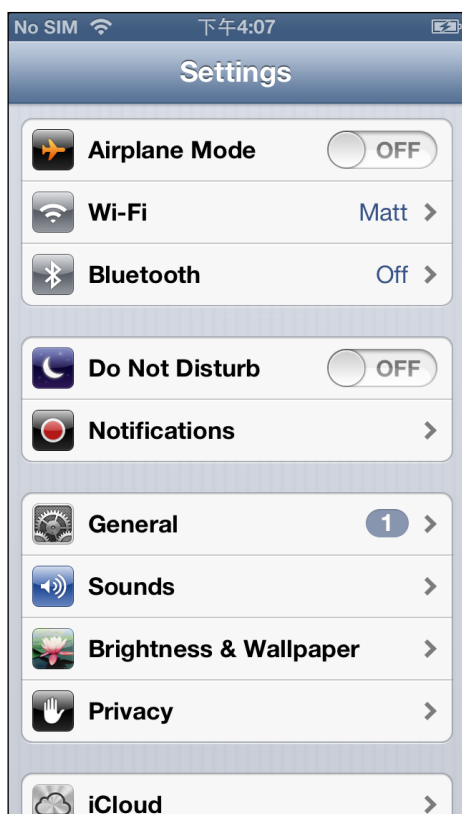 No SIM 下午4:07
Settings
Airplane Mode OFF
Wi-Fi Matt
Bluetooth Off
Do Not Disturb OFF
Notifications
General 1
Sounds
Brightness & Wallpaper
Privacy
iCloud